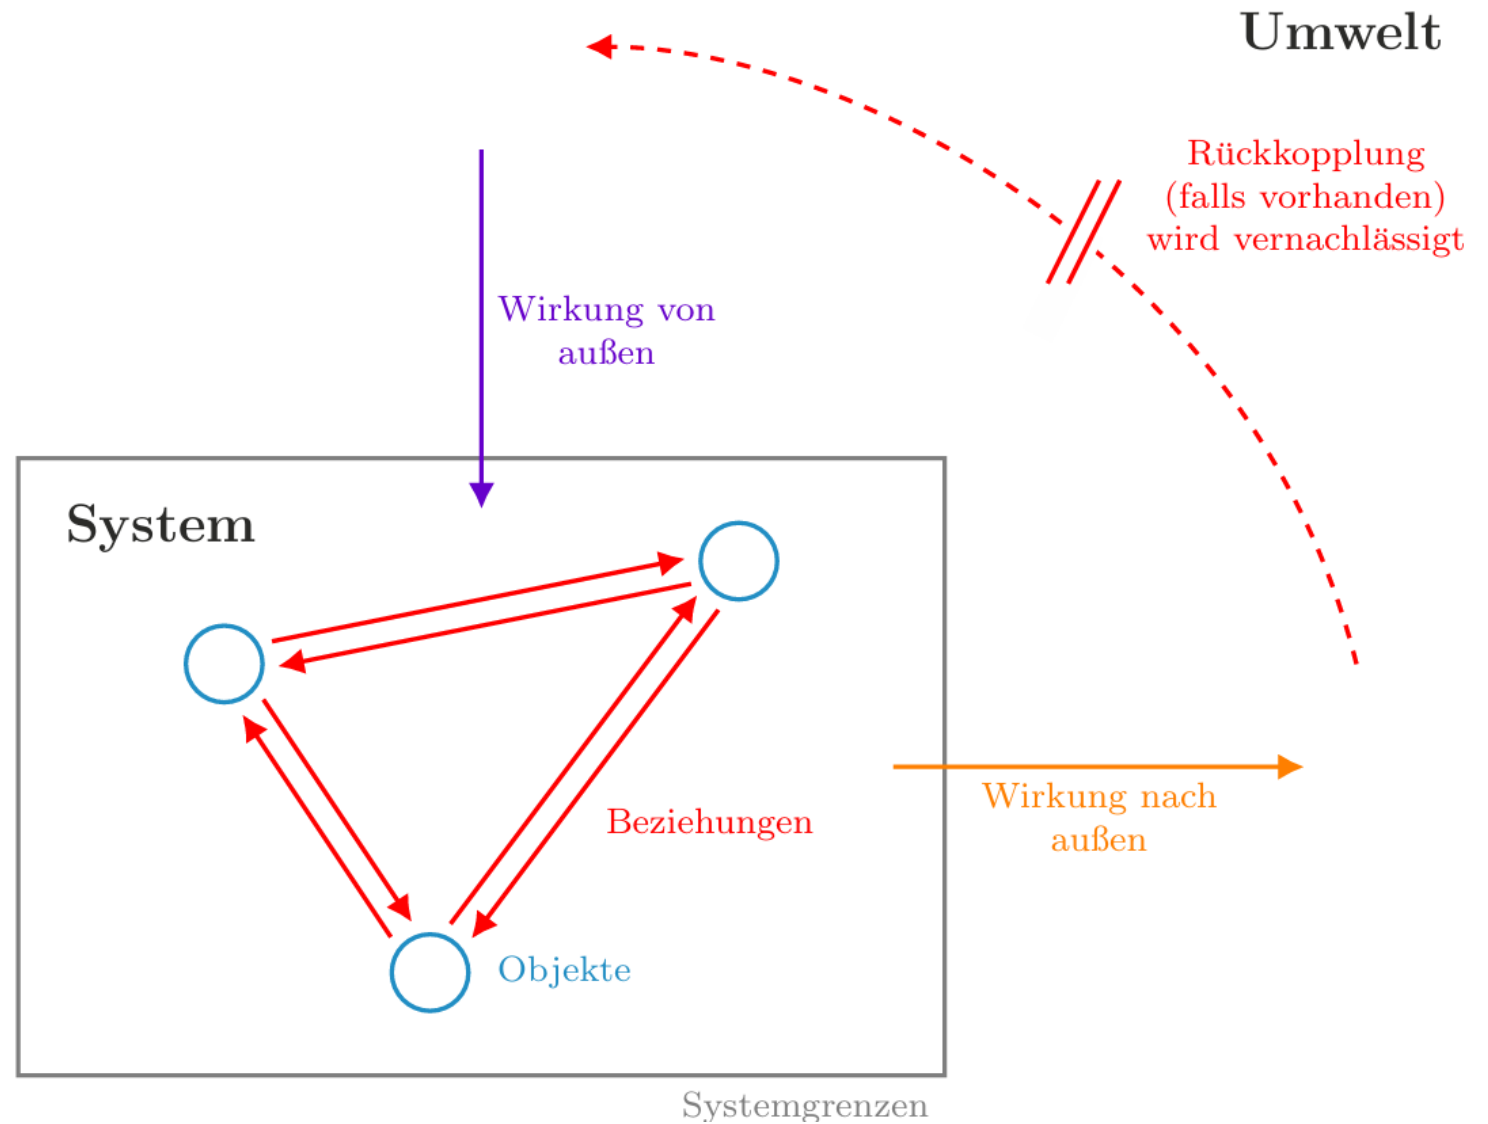 Umwelt
Rückkopplung
(falls vorhanden)
wird vernachlässigt
Wirkung von
außen
System
Wirkung nach
außen
Beziehungen
Objekte
Systemgrenzen